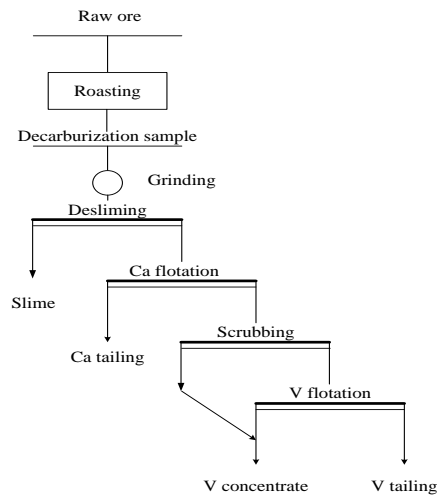 Raw ore
Roasting
Decarburization sample
Grinding
Desliming
Ca flotation
Slime
Scrubbing
Ca tailing
V flotation
V concentrate
V tailing